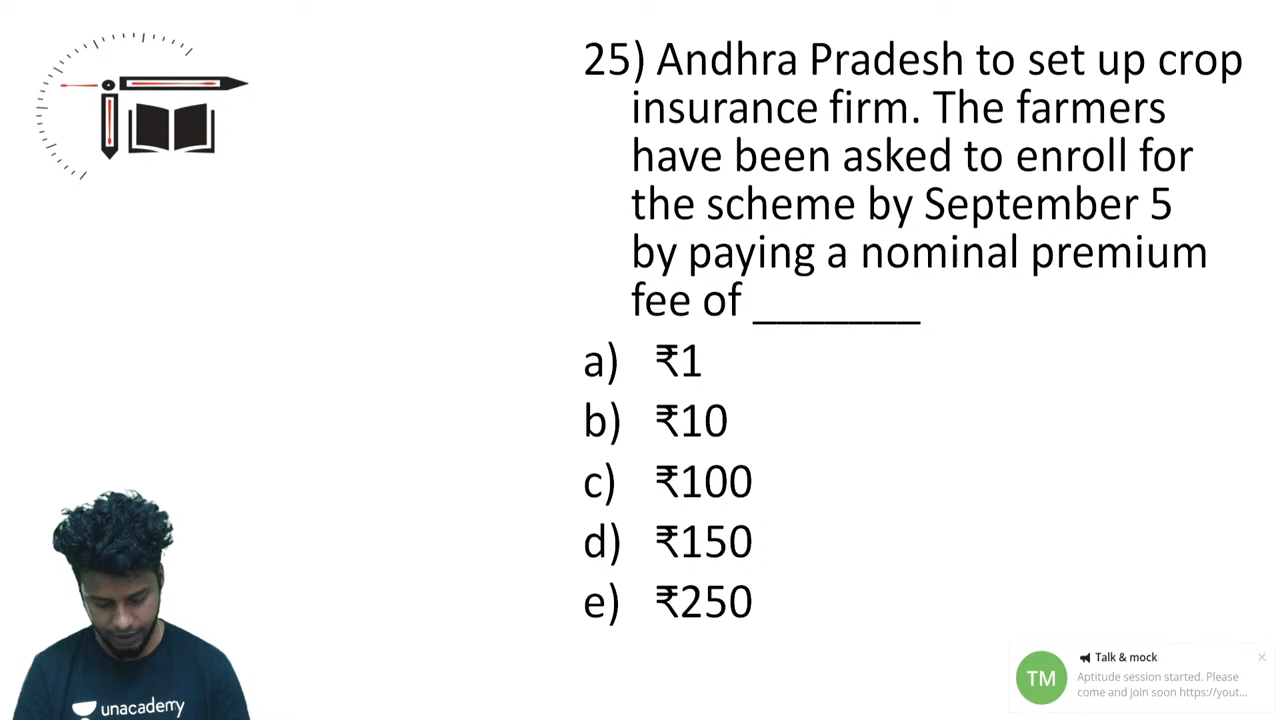 25) Andhra Pradesh to set up crop
insurance firm. The farmers
have been asked to enroll for
the scheme by September 5
by paying a nominal premium
fee of _______
a) ₹1
b) ₹10
c) ₹100
d) ₹150
e) ₹250
unacademy
TM
Talk & mock
Aptitude session started. Please
come and join soon https://yout...